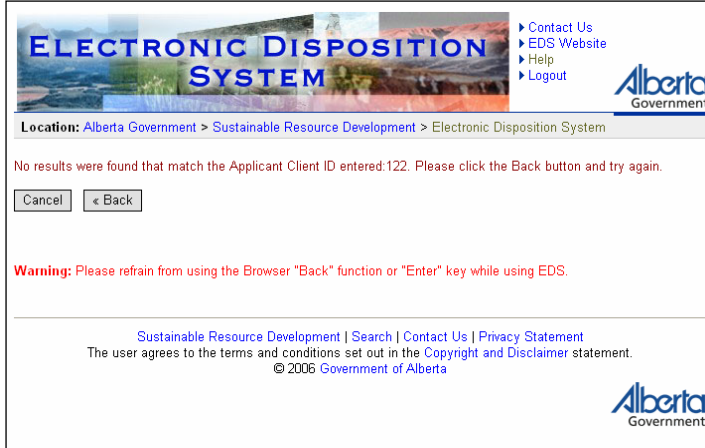 ELECTRONIC DISPOSITION
SYSTEM
Contact Us
EDS Website
Help
Logout
Alberta
Government
Location: Alberta Government > Sustainable Resource Development > Electronic Disposition System
No results were found that match the Applicant Client ID entered:122. Please click the Back button and try again.
Cancel « Back
Warning: Please refrain from using the Browser "Back" function or "Enter" key while using EDS.
Sustainable Resource Development | Search | Contact Us | Privacy Statement
The user agrees to the terms and conditions set out in the Copyright and Disclaimer statement.
© 2006 Government of Alberta
Alberta
Government